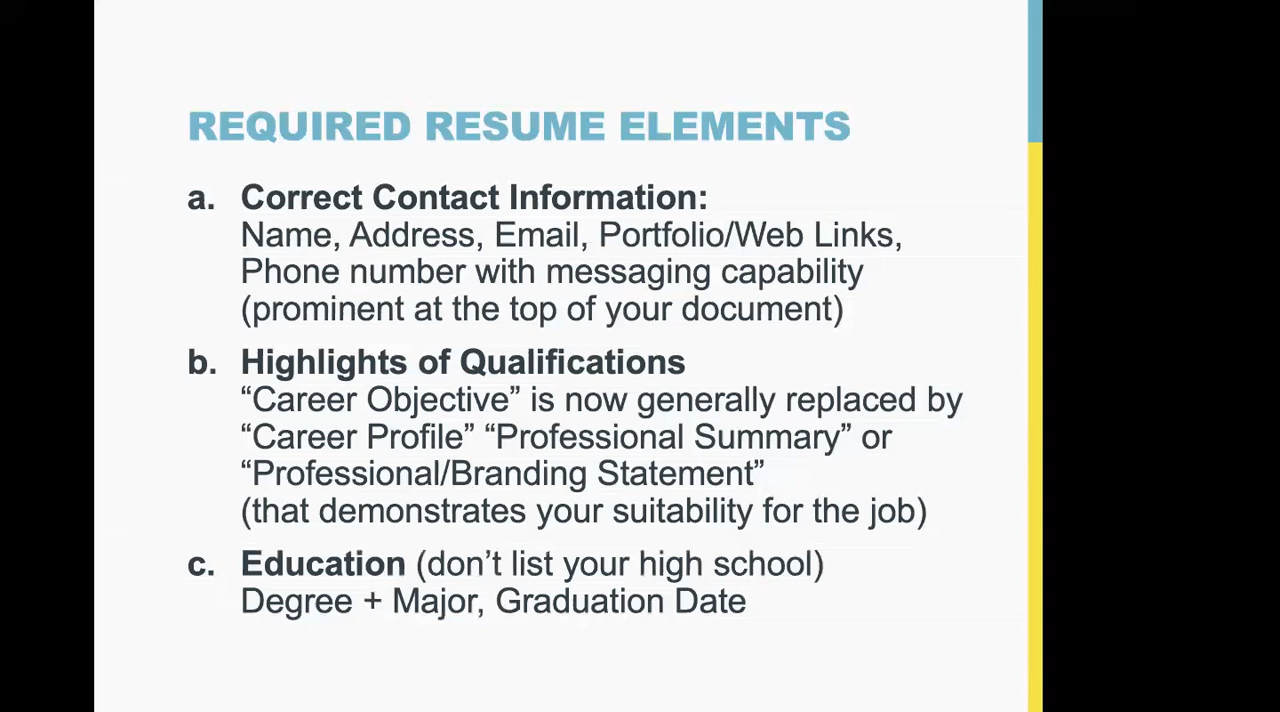 REQUIRED RESUME ELEMENTS
a. Correct Contact Information:
Name, Address, Email, Portfolio/Web Links,
Phone number with messaging capability
(prominent at the top of your document)
b. Highlights of Qualifications
“Career Objective” is now generally replaced by
“Career Profile” “Professional Summary” or
“Professional/Branding Statement”
(that demonstrates your suitability for the job)
c. Education (don’t list your high school)
Degree + Major, Graduation Date